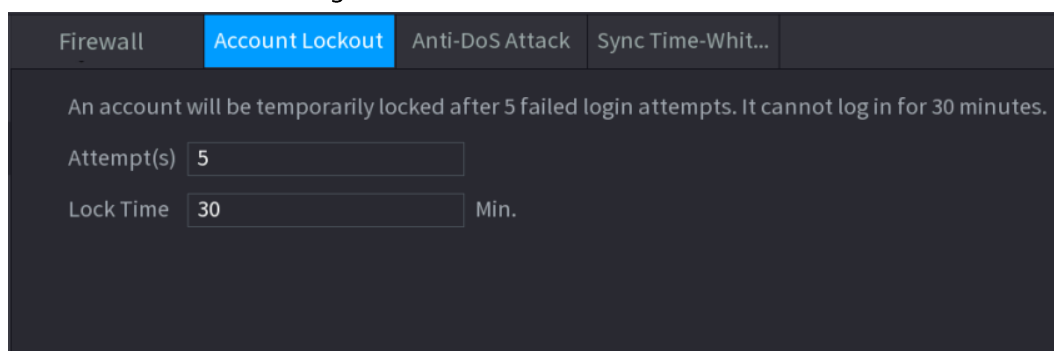 Firewall Account Lockout Anti-DoS Attack Sync Time-Whit...
An account will be temporarily locked after 5 failed login attempts. It cannot log in for 30 minutes.
Attempt(s) 5
Lock Time 30 Min.